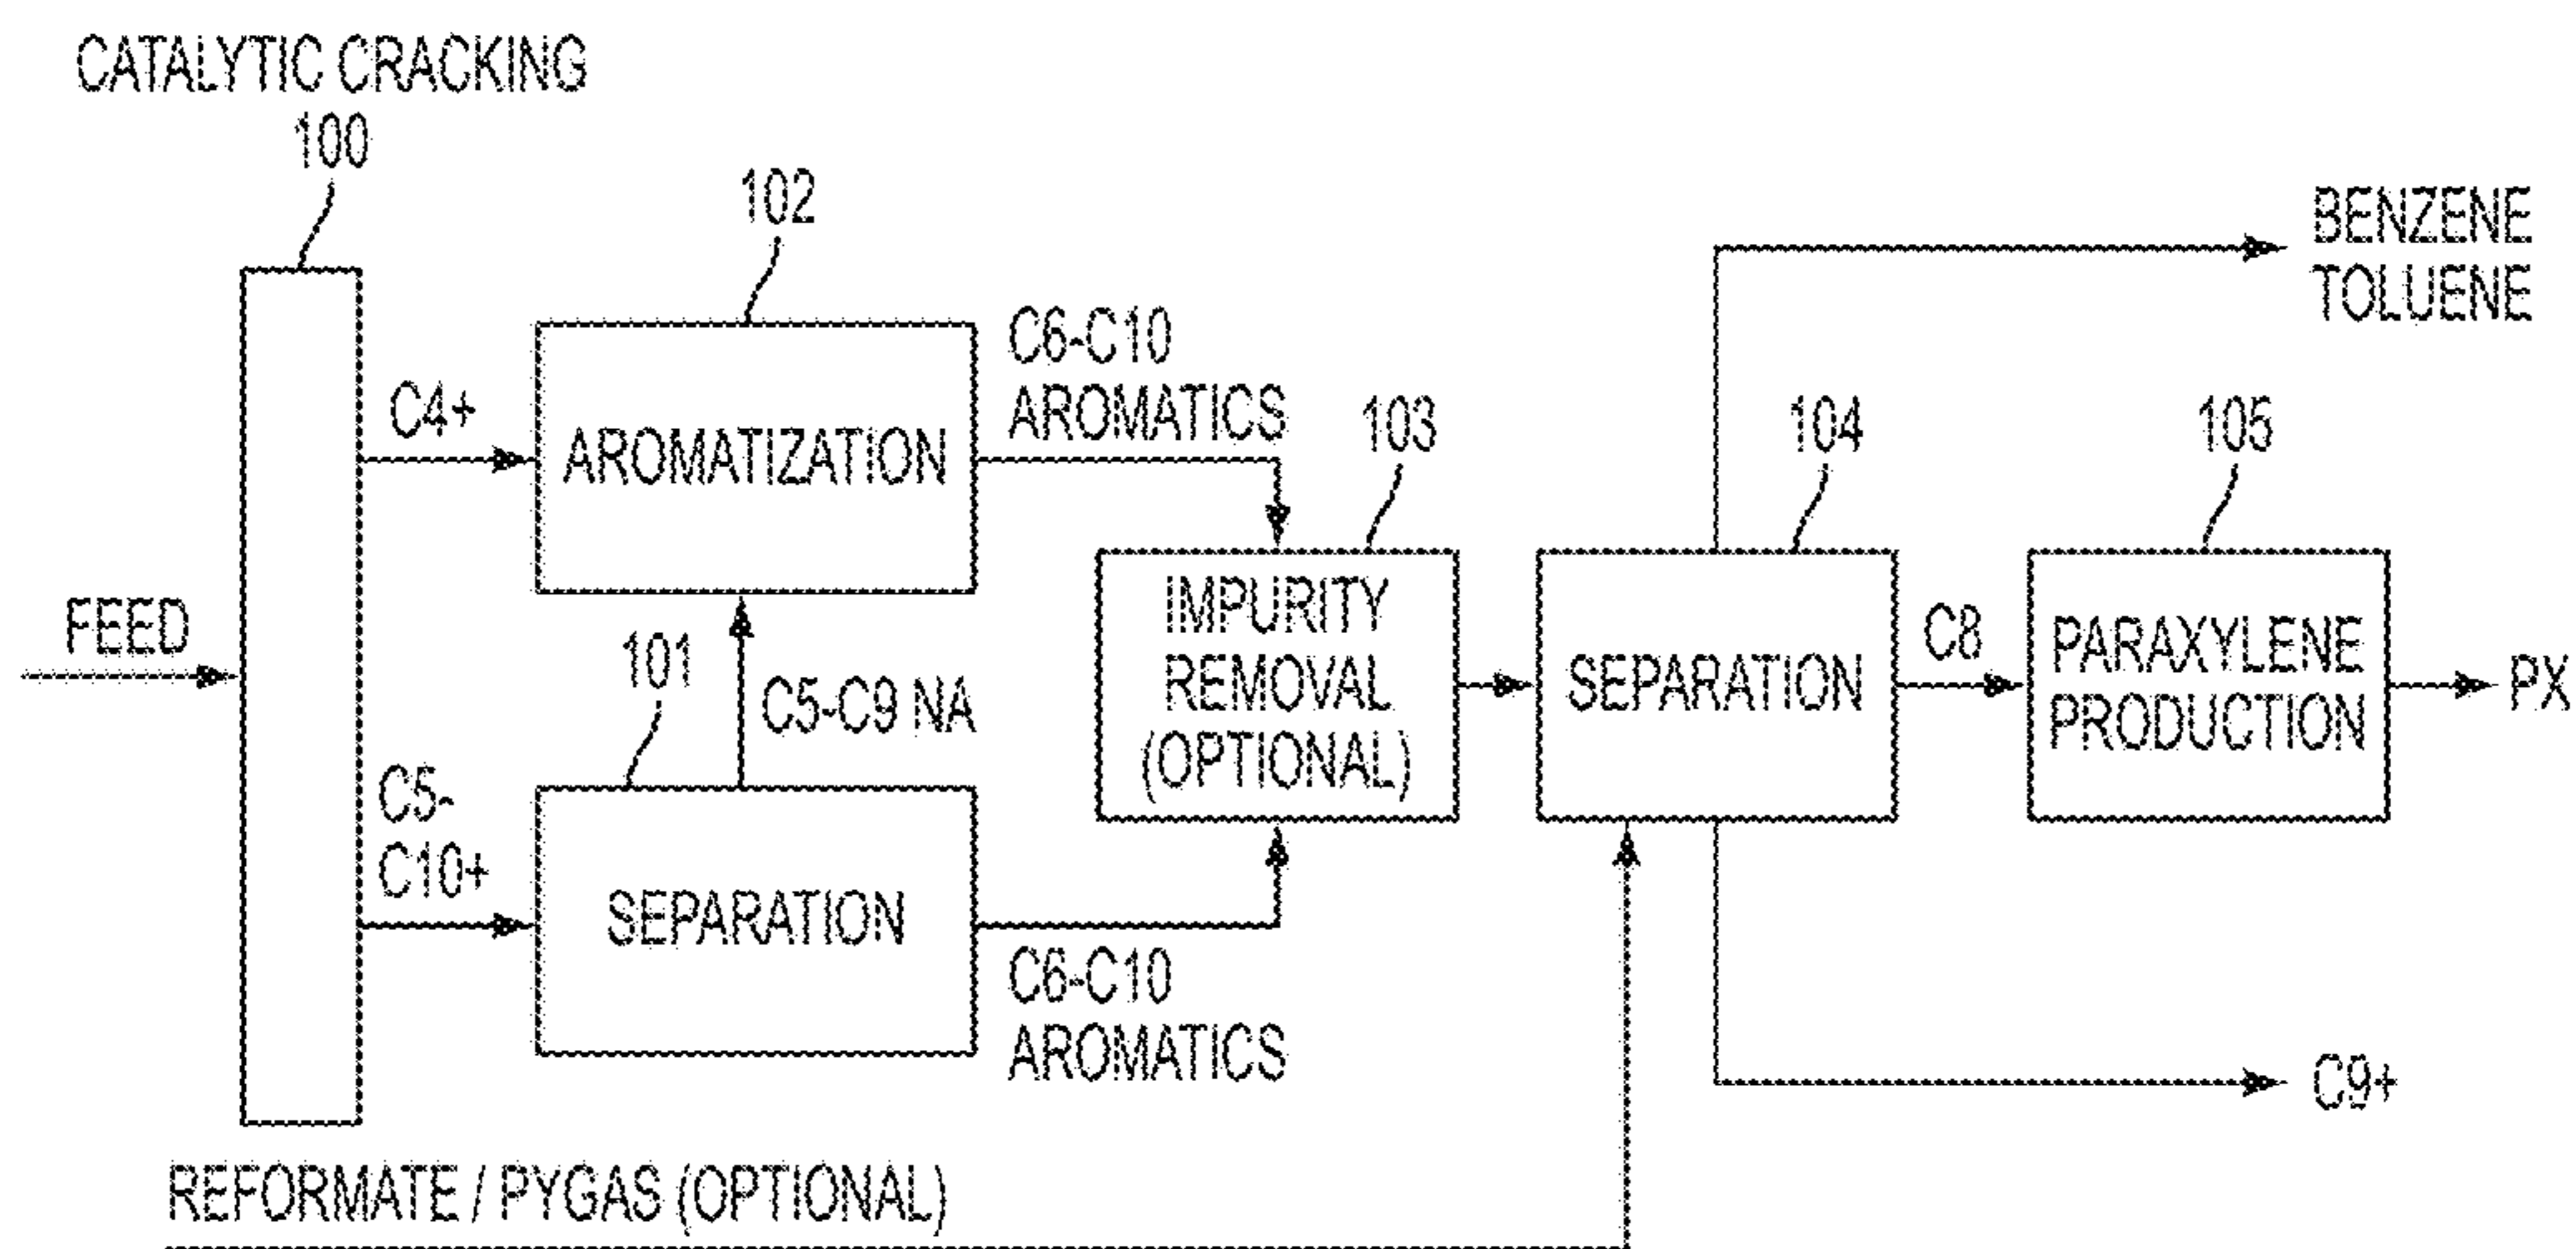 CATALYTIC CRACKING
100
102
BENZENE
TOLUENE
C6-C10
AROMATICS
103
104
105
C4+
AROMATIZATION
FEED
101
C5-C9 NA
IMPURITY
REMOVAL
(OPTIONAL)
SEPARATION
C8
PARAXYLENE
PRODUCTION
PX
C5-
C10+
SEPARATION
C6-C10
AROMATICS
C9+
REFORMATE / PYGAS (OPTIONAL)